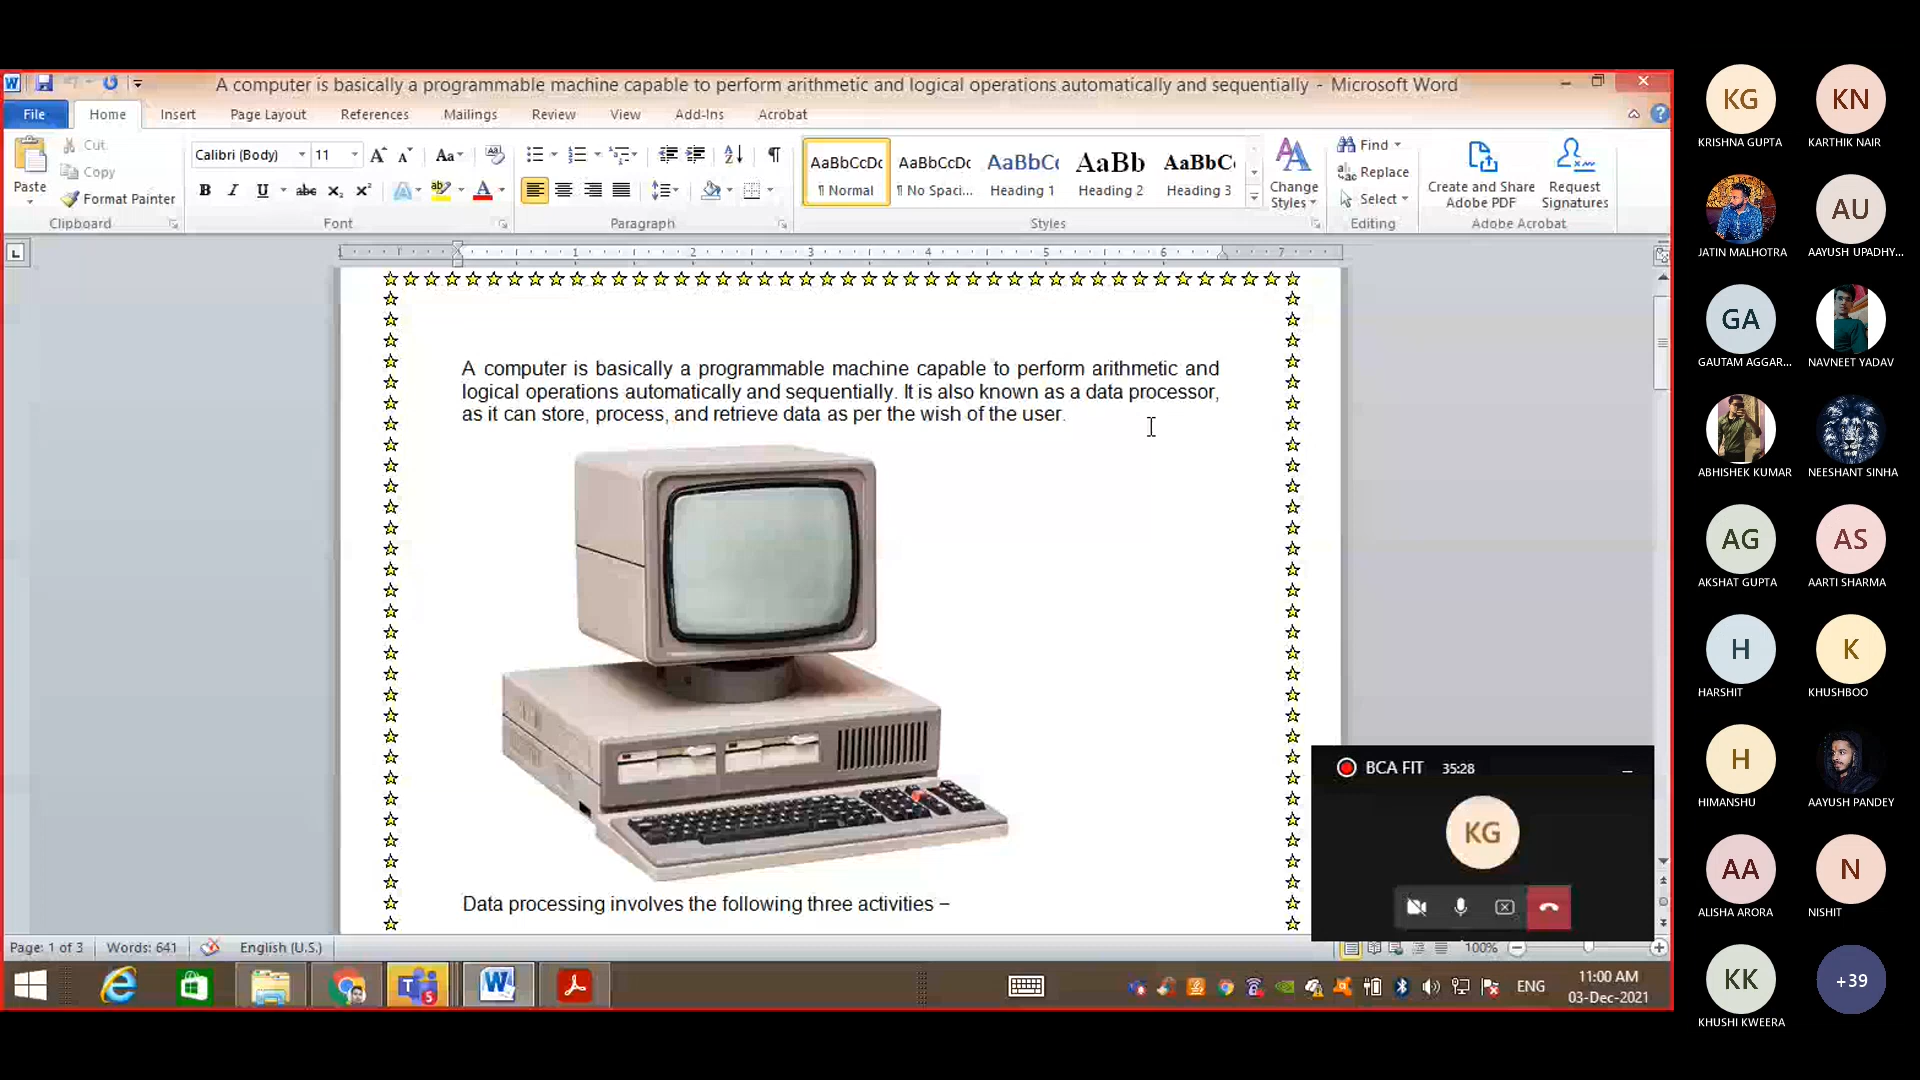 A computer is basically a programmable machine capable to perform arithmetic and logical operations automatically and sequentially - Microsoft Word
File Home Insert Page Layout References Mailings Review View Add-Ins Acrobat
Paste
Cut
Copy
Format Painter
Clipboard
Calibri (Body) 11
Font
Paragraph
AaBbCcDc AaBbCcDc AaBbCc AaBb AaBbC
¶ Normal ¶ No Spaci... Heading 1 Heading 2 Heading 3
Change Styles
Styles
Find
Replace
Select
Editing
Create and Share Adobe PDF
Request Signatures
Adobe Acrobat
1 1 2 3 4 5 6 7
A computer is basically a programmable machine capable to perform arithmetic and
logical operations automatically and sequentially. It is also known as a data processor,
as it can store, process, and retrieve data as per the wish of the user.
Data processing involves the following three activities –
BCA FIT 35:28
KG
Page: 1 of 3 Words: 641 English (U.S.) 100%
ENG
11:00 AM
03-Dec-2021
KG KN
KRISHNA GUPTA KARTHIK NAIR
AU
JATIN MALHOTRA AAYUSH UPADHY...
GA
GAUTAM AGGAR... NAVNEET YADAV
ABHISHEK KUMAR NEESHANT SINHA
AG AS
AKSHAT GUPTA AARTI SHARMA
H K
HARSHIT KHUSHBOO
H
HIMANSHU AAYUSH PANDEY
AA N
ALISHA ARORA NISHIT
KK +39
KHUSHI KWEERA